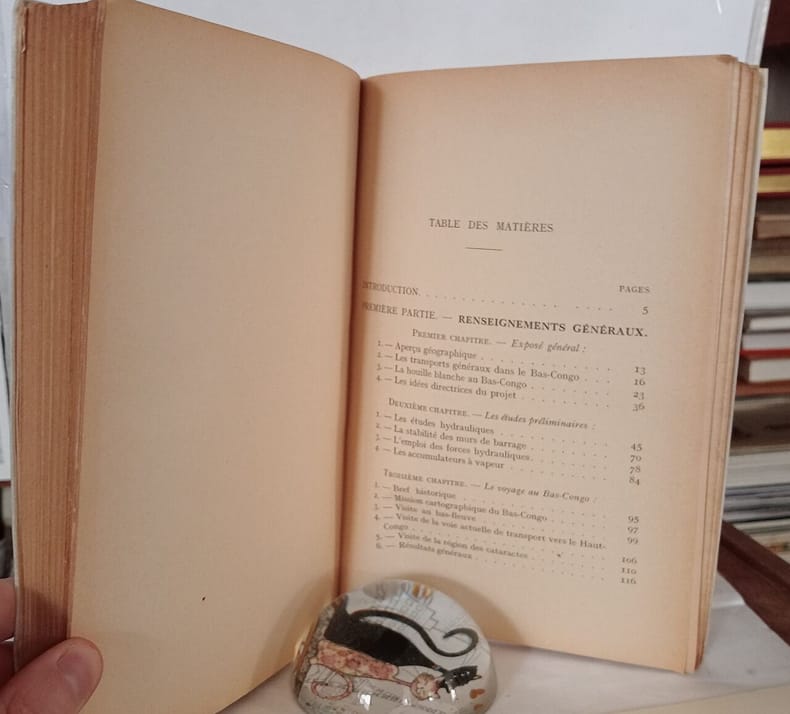 TABLE DES MATIÈRES
PAGES
INTRODUCTION. . . . . . . . . . . . . . . . . 5
PREMIÈRE PARTIE. — RENSEIGNEMENTS GÉNÉRAUX.
PREMIER CHAPITRE. — Exposé général :
1. — Aperçu géographique . . . . . . . . . . . . 13
2. — Les transports généraux dans le Bas-Congo . . . 16
3. — La houille blanche au Bas-Congo . . . . . . . 23
4. — Les idées directrices du projet . . . . . . . . 36
DEUXIÈME CHAPITRE. — Les études préliminaires :
1. — Les études hydrauliques . . . . . . . . . . 45
2. — La stabilité des murs de barrage . . . . . . . 70
3. — L'emploi des forces hydrauliques. . . . . . . 78
4. — Les accumulateurs à vapeur . . . . . . . . 84
TROISIÈME CHAPITRE. — Le voyage au Bas-Congo :
1. — Bref historique . . . . . . . . . . . . 95
2. — Mission cartographique du Bas-Congo . . . . . 97
3. — Visite au bas-fleuve . . . . . . . . . . 99
4. — Visite de la voie actuelle de transport vers le Haut-
Congo . . . . . . . . . . . . . . . 106
5. — Visite de la région des cataractes . . . . . . 110
6. — Résultats généraux . . . . . . . . . . 116